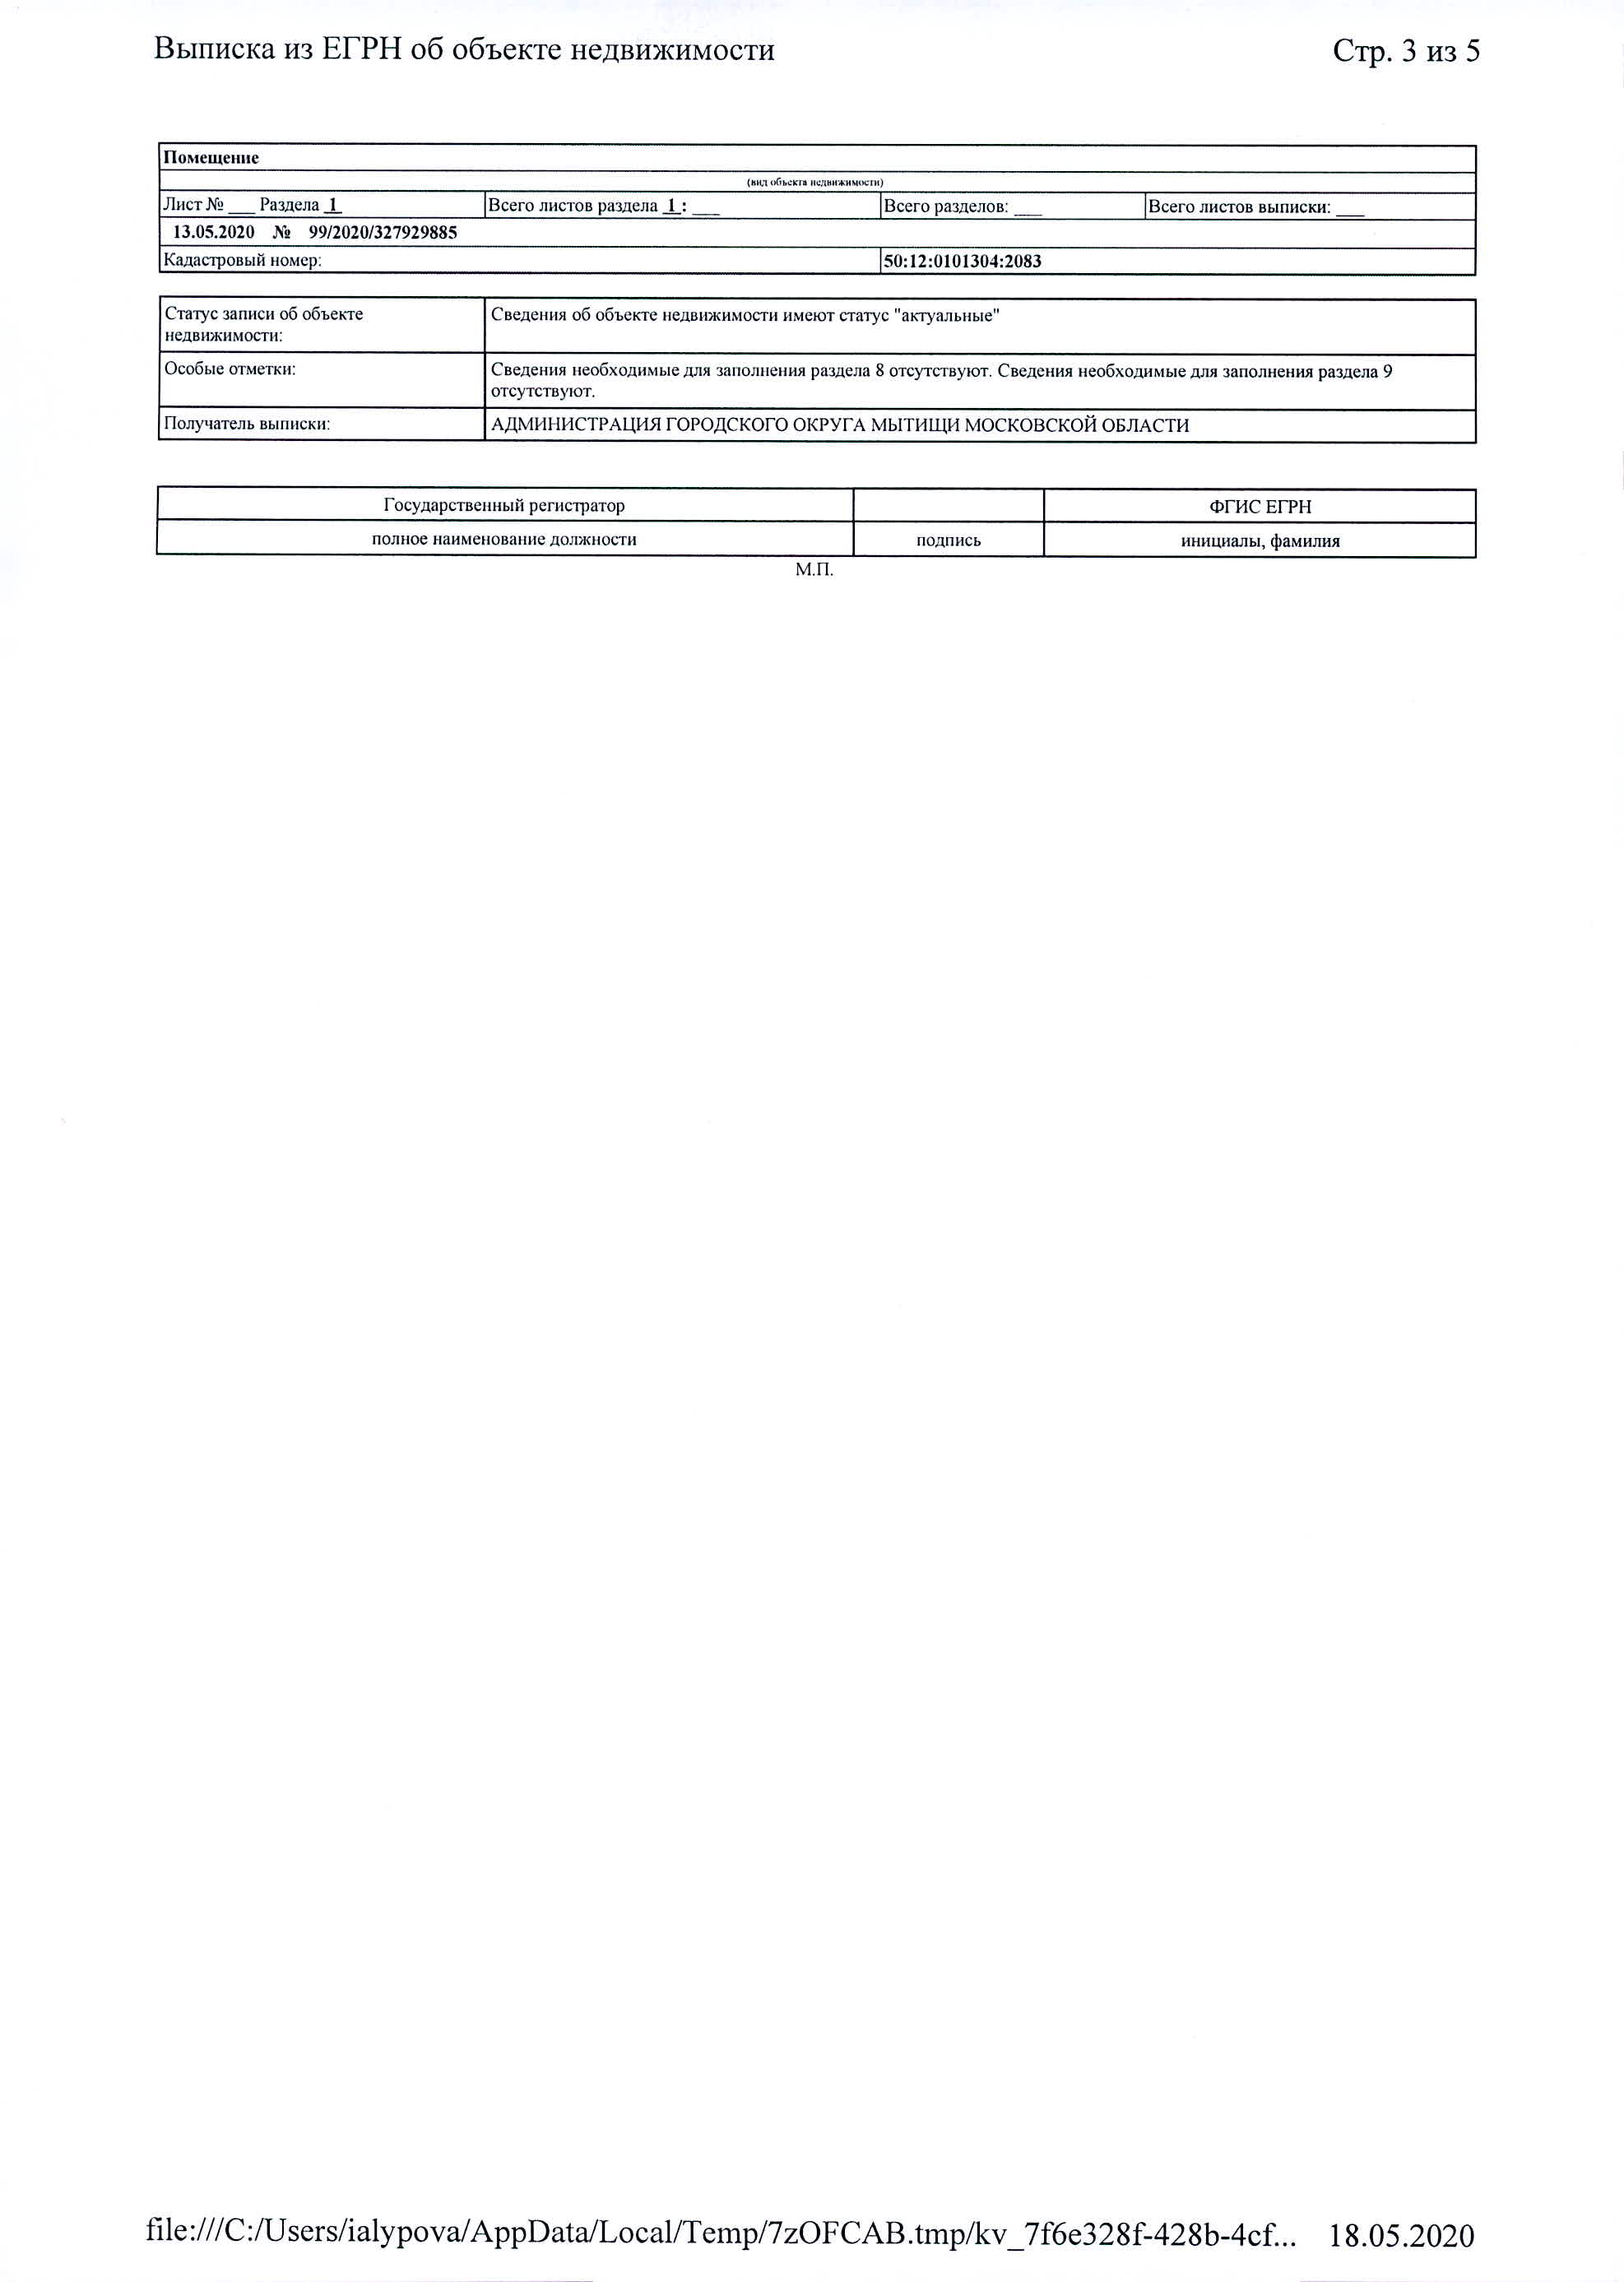 Выписка из ЕГРН об объекте недвижимости Стр. 3 из 5
Помещение
(вид объекта недвижимости)
Лист № ___ Раздела 1 Всего листов раздела 1 : ___ Всего разделов: ___ Всего листов выписки: ___
13.05.2020 № 99/2020/327929885
Кадастровый номер: 50:12:0101304:2083
Статус записи об объекте Сведения об объекте недвижимости имеют статус "актуальные"
недвижимости:
Особые отметки: Сведения необходимые для заполнения раздела 8 отсутствуют. Сведения необходимые для заполнения раздела 9
отсутствуют.
Получатель выписки: АДМИНИСТРАЦИЯ ГОРОДСКОГО ОКРУГА МЫТИЩИ МОСКОВСКОЙ ОБЛАСТИ
Государственный регистратор ФГИС ЕГРН
полное наименование должности подпись инициалы, фамилия
М.П.
file:///C:/Users/ialypova/AppData/Local/Temp/7zOFCAB.tmp/kv_7f6e328f-428b-4cf... 18.05.2020